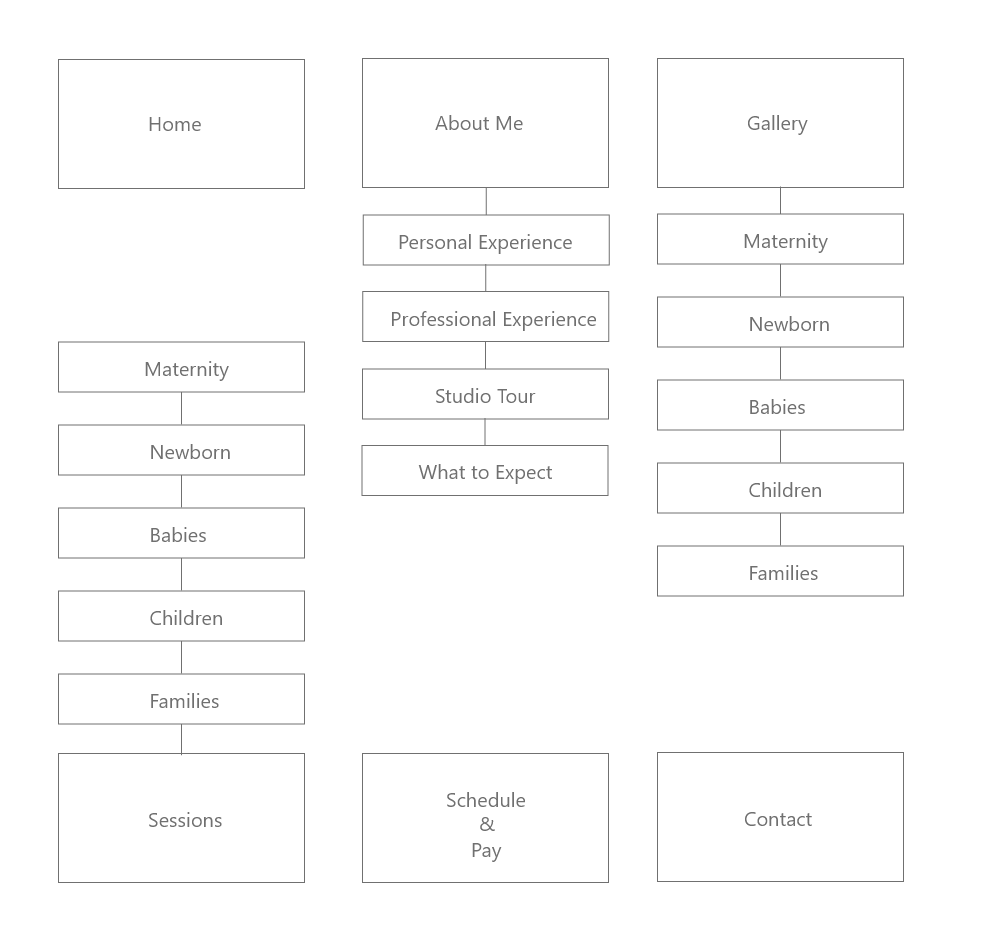 Home
About Me
Gallery
Personal Experience
Professional Experience
Studio Tour
What to Expect
Maternity
Newborn
Babies
Children
Families
Maternity
Newborn
Babies
Children
Families
Sessions
Schedule
&
Pay
Contact